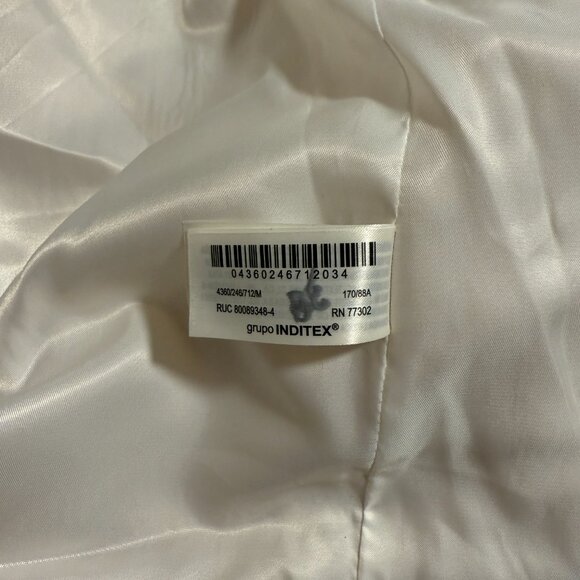 04360246712034
4360/246/712/M 170/88A
RUC 80089348-4 RN 77302
grupo INDITEX®